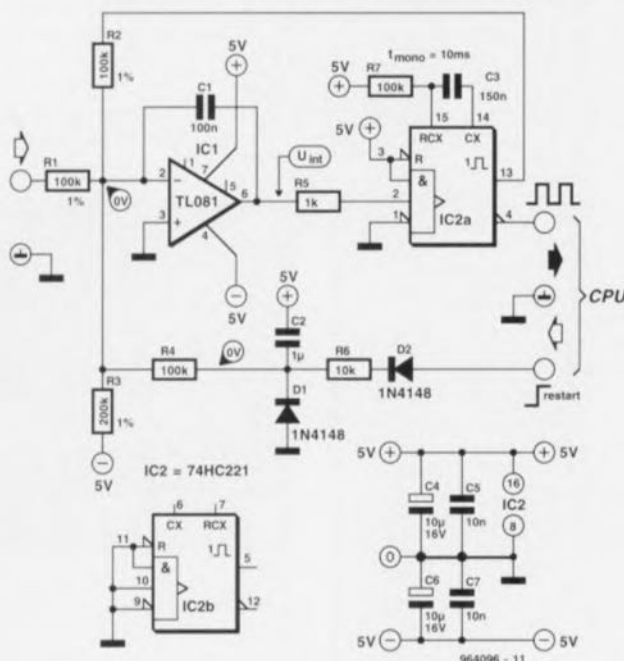 R2
100k
1%
5V
C1
100n
IC1
1
7
5
2
6
3
4
TL081
R1
100k
1%
0V
5V
U int
R5
1k
5V
R7
100k
1mono = 10ms
C3
150n
15
14
RCX
CX
5V
3
R
&
1
2
1
13
4
IC2a
CPU
restart
5V
C2
1µ
R4
100k
0V
R6
10k
D2
1N4148
D1
1N4148
R3
200k
1%
5V
IC2 = 74HC221
6
7
CX
RCX
11
R
&
1
10
9
5
12
IC2b
5V
5V
C4
10µ
16V
C5
10n
16
IC2
8
0
C6
10µ
16V
C7
10n
5V
5V
964096 - 11